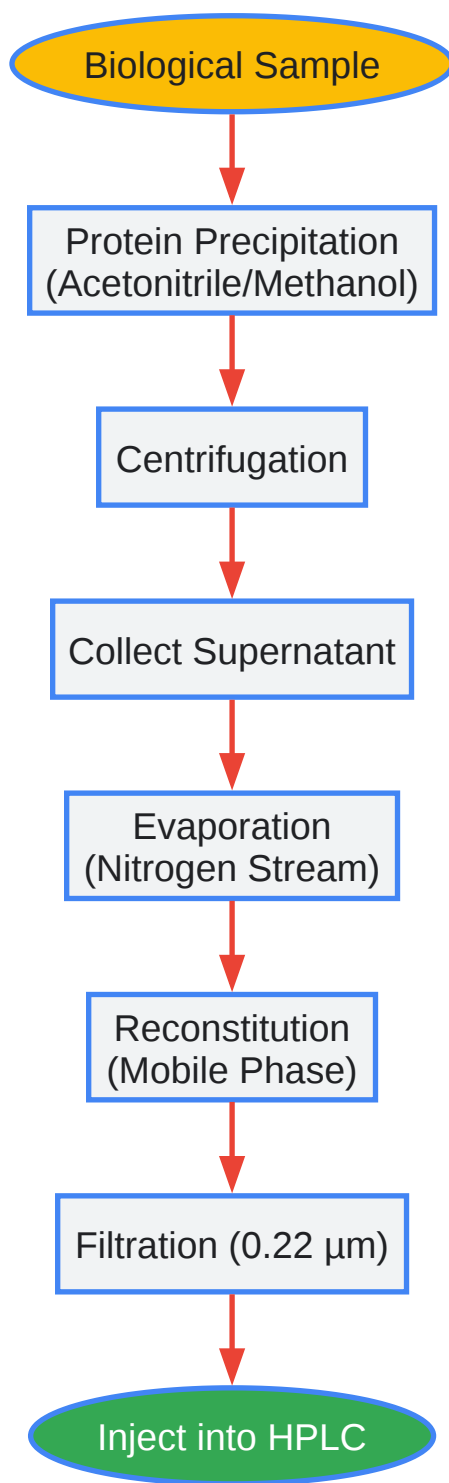 Biological Sample
Protein Precipitation
(Acetonitrile/Methanol)
Centrifugation
Collect Supernatant
Evaporation
(Nitrogen Stream)
Reconstitution
(Mobile Phase)
Filtration (0.22 µm)
Inject into HPLC